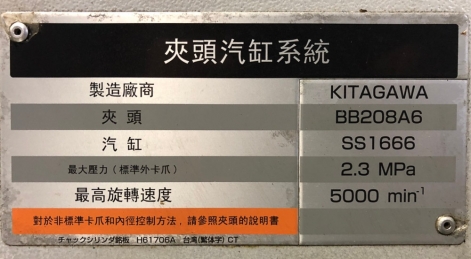 夾頭汽缸系統
製造廠商 KITAGAWA
夾頭 BB208A6
汽缸 SS1666
最大壓力（標準外卡爪） 2.3 MPa
最高旋轉速度 5000 min⁻¹
對於非標準卡爪和內徑控制方法，請參照夾頭的說明書
チャックシリンダ銘板 H61706A 台湾(繁体字) CT